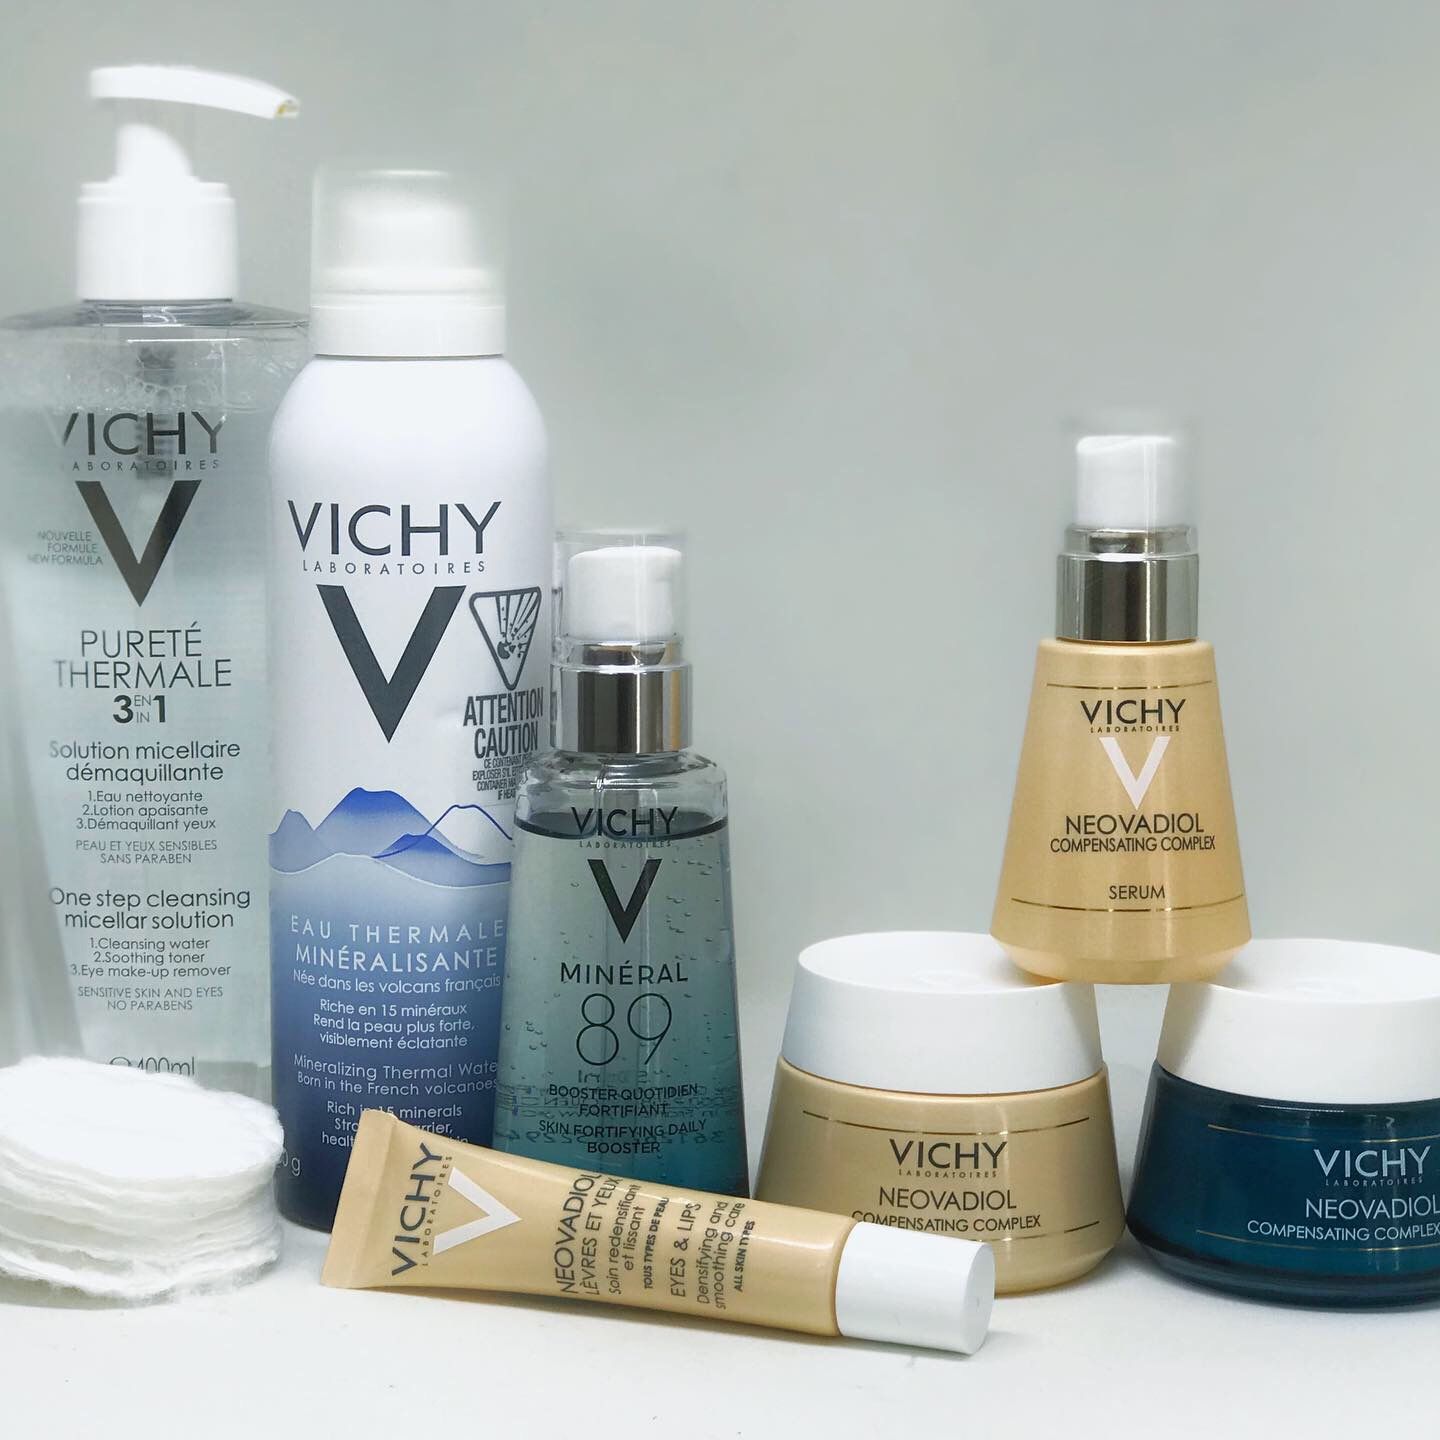 VICHY
LABORATOIRES
NOUVELLE
FORMULE
NEW FORMULA
PURETÉ
THERMALE
3 EN IN 1
Solution micellaire
démaquillante
1.Eau nettoyante
2.Lotion apaisante
3.Démaquillant yeux
PEAU ET YEUX SENSIBLES
SANS PARABEN
One step cleansing
micellar solution
1.Cleansing water
2.Soothing toner
3.Eye make-up remover
SENSITIVE SKIN AND EYES
NO PARABENS
400ml
VICHY
LABORATOIRES
ATTENTION
CAUTION
CE CONTENANT
EXPLOSER S'IL
CONTAINER
IF
EAU THERMALE
MINÉRALISANTE
Née dans les volcans français
Riche en 15 minéraux
Rend la peau plus forte,
visiblement éclatante
Mineralizing Thermal Wate
Born in the French volcanoes
Rich in 15 minerals
VICHY
LABORATOIRES
MINÉRAL
89
BOOSTER QUOTIDIEN
FORTIFIANT
SKIN FORTIFYING DAILY
BOOSTER
VICHY
LABORATOIRES
NEOVADIOL
LÈVRES ET YEUX
Soin redensifiant
et lissant
TOUS TYPES DE PEAU
EYES & LIPS
Densifying and
smoothing care
ALL SKIN TYPES
VICHY
LABORATOIRES
NEOVADIOL
COMPENSATING COMPLEX
SERUM
VICHY
LABORATOIRES
NEOVADIOL
COMPENSATING COMPLEX
VICHY
LABORATOIRES
NEOVADIOL
COMPENSATING COMPLEX